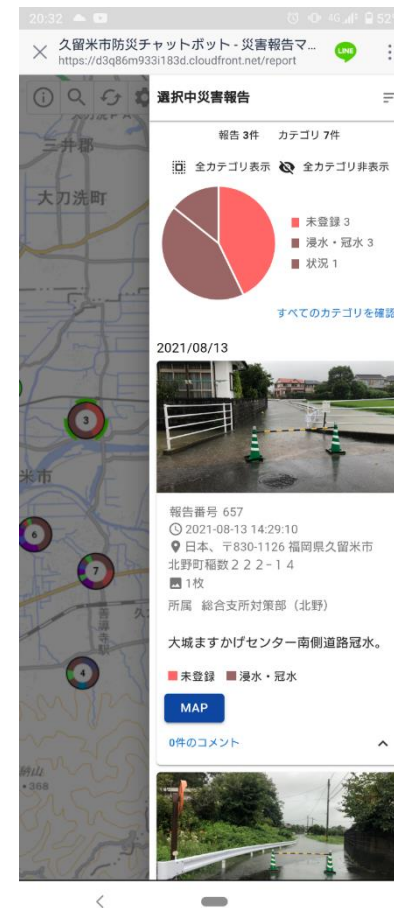 20:32
4G
52%
久留米市防災チャットボット - 災害報告マ...
https://d3q86m933i183d.cloudfront.net/report
LINE
選択中災害報告
報告 3件 カテゴリ 7件
全カテゴリ表示 全カテゴリ非表示
未登録 3
浸水・冠水 3
状況 1
すべてのカテゴリを確認
2021/08/13
報告番号 657
2021-08-13 14:29:10
日本、〒830-1126 福岡県久留米市
北野町稲数２２２−１４
1枚
所属 総合支所対策部（北野）
大城ますかげセンター南側道路冠水。
未登録 浸水・冠水
MAP
0件のコメント
三井郡
大刀洗町
3
米市
6
7
善導寺駅
久
4
368